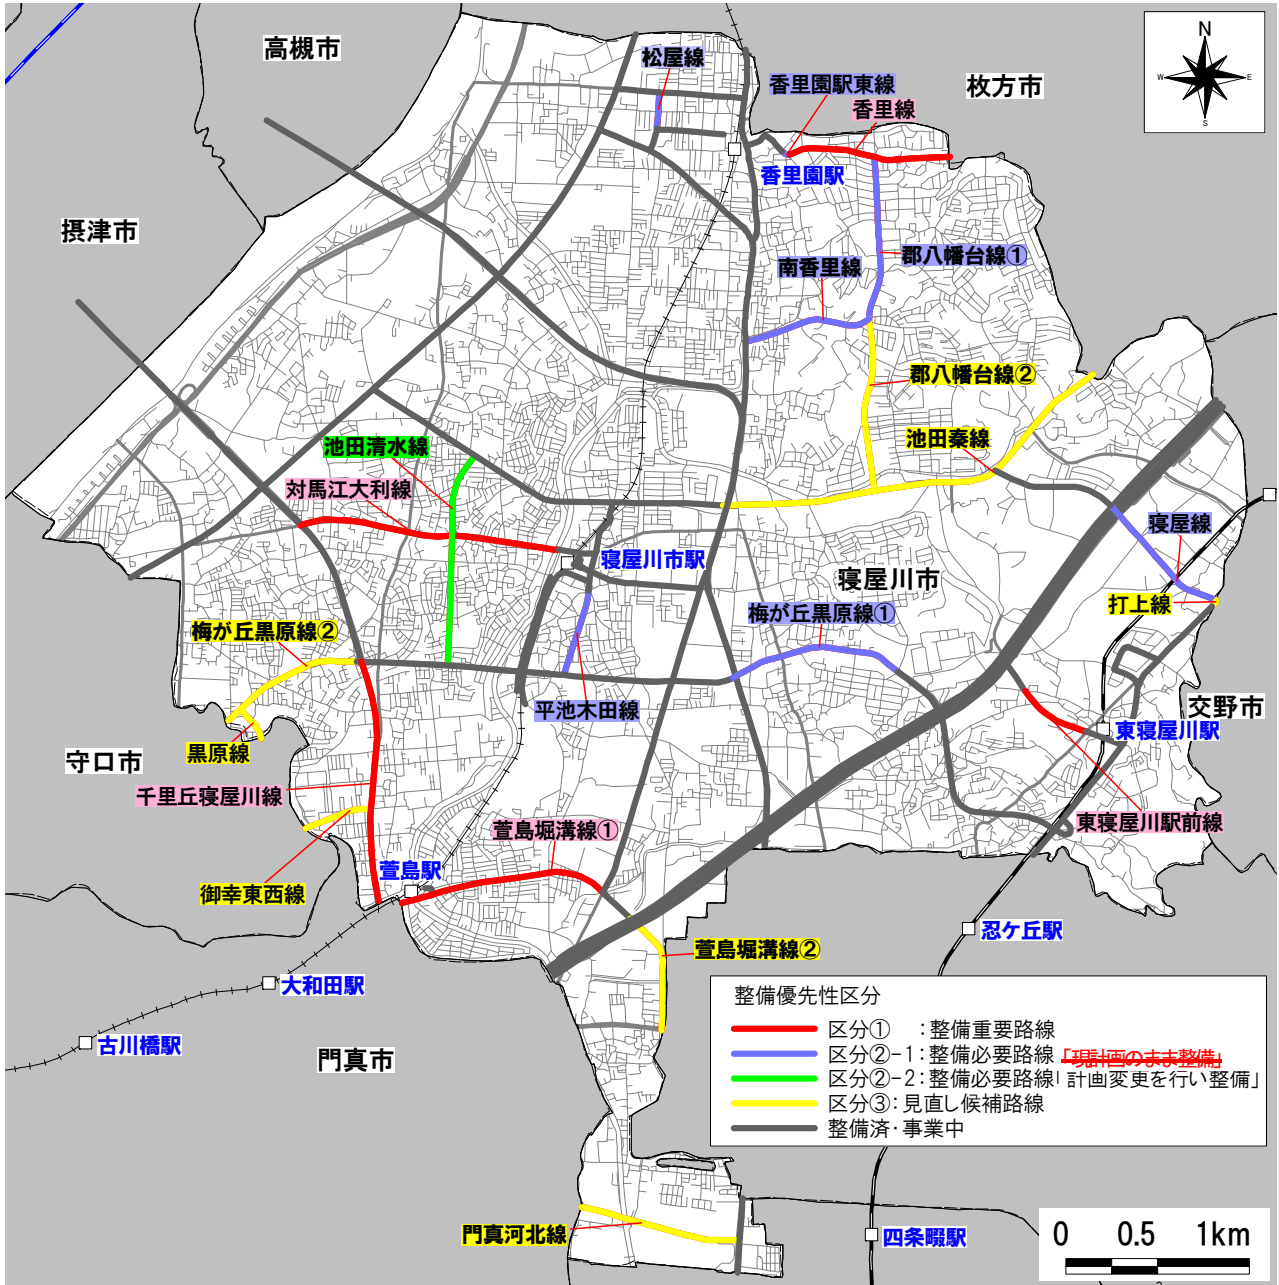 高槻市
松屋線
香里園駅東線
香里線
枚方市
N
W
E
S
香里園駅
摂津市
郡八幡台線①
南香里線
郡八幡台線②
池田秦線
池田清水線
対馬江大利線
寝屋線
寝屋川市駅
寝屋川市
打上線
梅が丘黒原線①
梅が丘黒原線②
平池木田線
交野市
東寝屋川駅
黒原線
守口市
千里丘寝屋川線
東寝屋川駅前線
萱島堀溝線①
萱島駅
御幸東西線
忍ケ丘駅
萱島堀溝線②
大和田駅
古川橋駅
門真市
整備優先性区分
区分① :整備重要路線
区分②-1:整備必要路線「現計画のまま整備」
区分②-2:整備必要路線「計画変更を行い整備」
区分③:見直し候補路線
整備済・事業中
門真河北線
四条畷駅
0 0.5 1km